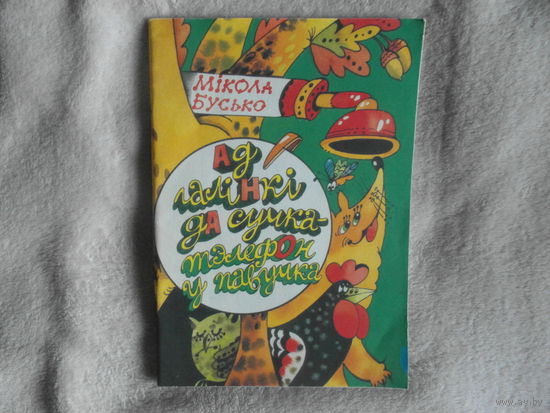 Мікола
Бусько
Ад
галінкі
да сучка-
тэлефон
у павучка
www.ay.by